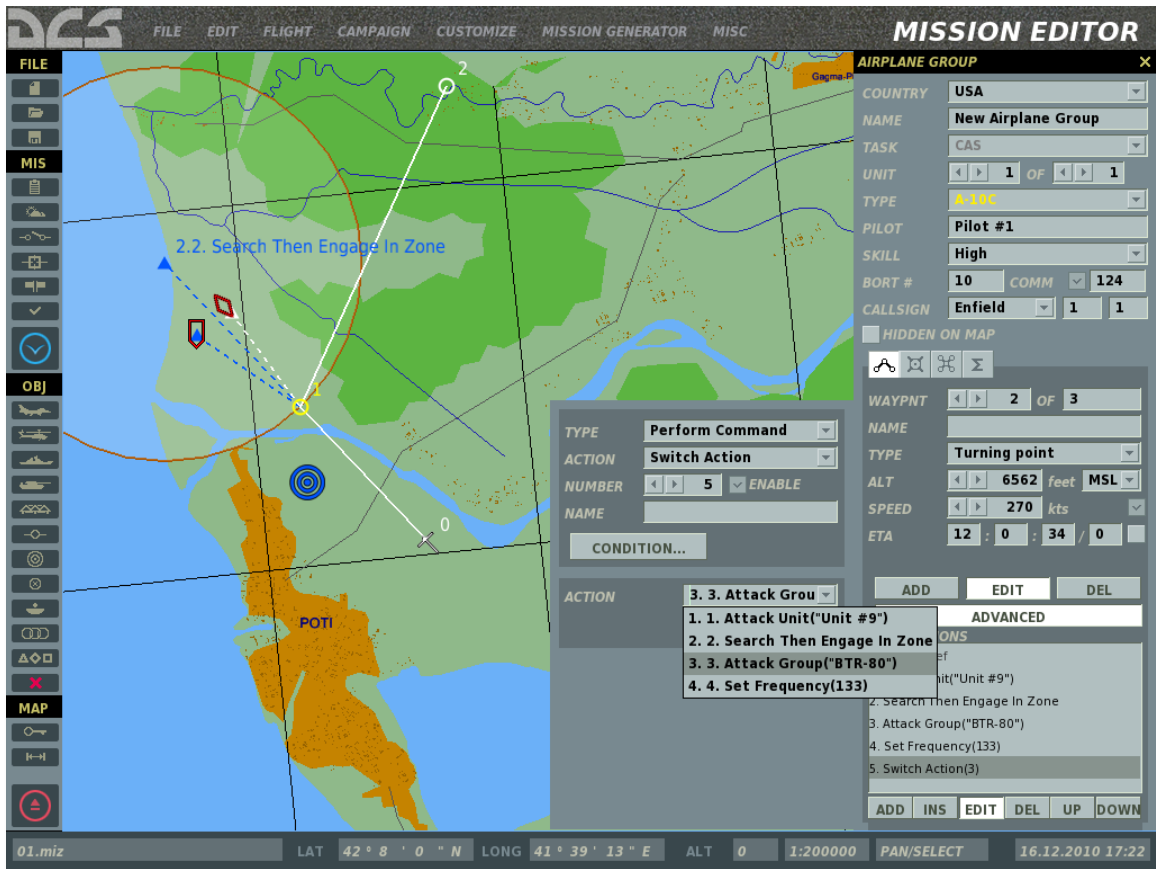 DCS FILE EDIT FLIGHT CAMPAIGN CUSTOMIZE MISSION GENERATOR MISC MISSION EDITOR
FILE
MIS
OBJ
MAP
2
Gagma-P
2.2. Search Then Engage In Zone
1
0
POTI
TYPE Perform Command
ACTION Switch Action
NUMBER 5 ENABLE
NAME
CONDITION...
ACTION 3. 3. Attack Grou
1. 1. Attack Unit("Unit #9")
2. 2. Search Then Engage In Zone
3. 3. Attack Group("BTR-80")
4. 4. Set Frequency(133)
AIRPLANE GROUP X
COUNTRY USA
NAME New Airplane Group
TASK CAS
UNIT 1 OF 1
TYPE A-10C
PILOT Pilot #1
SKILL High
BORT # 10 COMM 124
CALLSIGN Enfield 1 1
HIDDEN ON MAP
Σ
WAYPNT 2 OF 3
NAME
TYPE Turning point
ALT 6562 feet MSL
SPEED 270 kts
ETA 12 : 0 : 34 / 0
ADD EDIT DEL
ADVANCED
ONS
ef
nit("Unit #9")
2. Search Then Engage In Zone
3. Attack Group("BTR-80")
4. Set Frequency(133)
5. Switch Action(3)
ADD INS EDIT DEL UP DOWN
01.miz LAT 42 ° 8 ' 0 " N LONG 41 ° 39 ' 13 " E ALT 0 1:200000 PAN/SELECT 16.12.2010 17:22